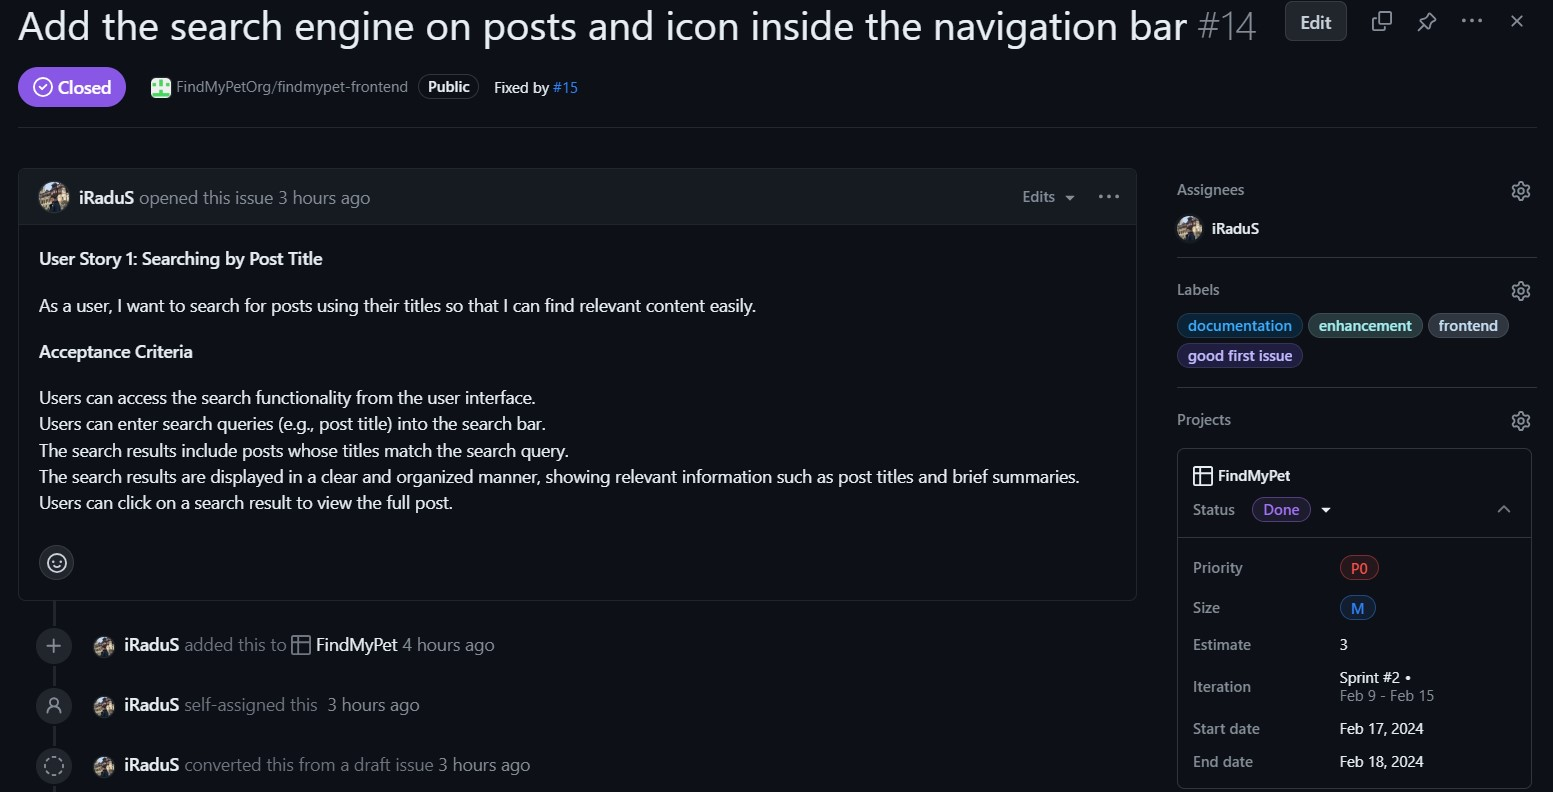 Add the search engine on posts and icon inside the navigation bar #14
Edit
Closed
FindMyPetOrg/findmypet-frontend
Public
Fixed by #15
iRaduS opened this issue 3 hours ago
Edits
User Story 1: Searching by Post Title
As a user, I want to search for posts using their titles so that I can find relevant content easily.
Acceptance Criteria
Users can access the search functionality from the user interface.
Users can enter search queries (e.g., post title) into the search bar.
The search results include posts whose titles match the search query.
The search results are displayed in a clear and organized manner, showing relevant information such as post titles and brief summaries.
Users can click on a search result to view the full post.
iRaduS added this to FindMyPet 4 hours ago
iRaduS self-assigned this 3 hours ago
iRaduS converted this from a draft issue 3 hours ago
Assignees
iRaduS
Labels
documentation enhancement frontend
good first issue
Projects
FindMyPet
Status Done
Priority P0
Size M
Estimate 3
Iteration Sprint #2 •
Feb 9 - Feb 15
Start date Feb 17, 2024
End date Feb 18, 2024